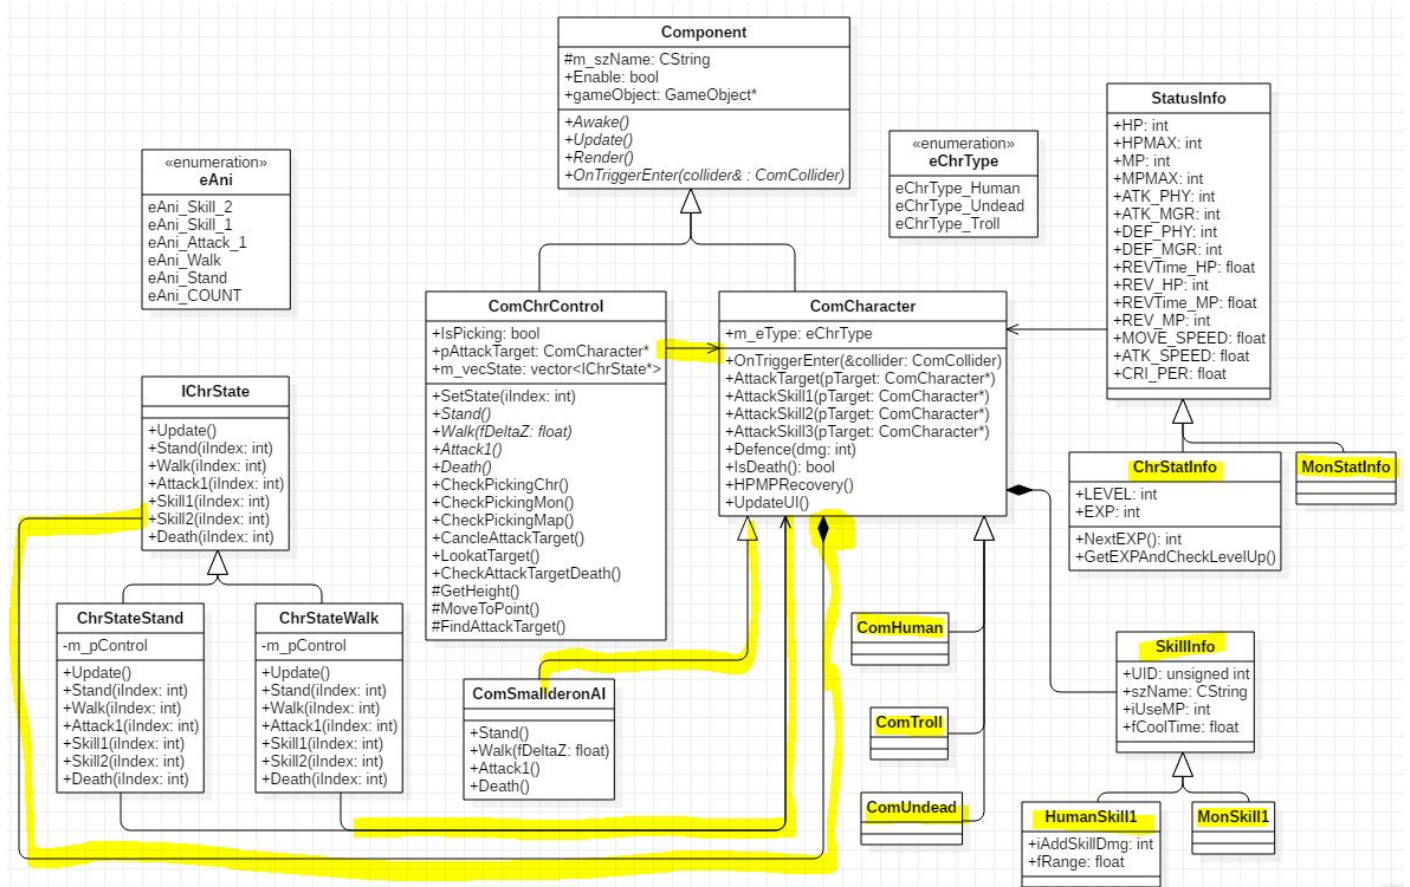 Component
#m_szName: CString
+Enable: bool
+gameObject: GameObject*
+Awake()
+Update()
+Render()
+OnTriggerEnter(collider& : ComCollider)
«enumeration»
eAni
eAni_Skill_2
eAni_Skill_1
eAni_Attack_1
eAni_Walk
eAni_Stand
eAni_COUNT
«enumeration»
eChrType
eChrType_Human
eChrType_Undead
eChrType_Troll
StatusInfo
+HP: int
+HPMAX: int
+MP: int
+MPMAX: int
+ATK_PHY: int
+ATK_MGR: int
+DEF_PHY: int
+DEF_MGR: int
+REVTime_HP: float
+REV_HP: int
+REVTime_MP: float
+REV_MP: int
+MOVE_SPEED: float
+ATK_SPEED: float
+CRI_PER: float
ComChrControl
+IsPicking: bool
+pAttackTarget: ComCharacter*
+m_vecState: vector<IChrState*>
+SetState(iIndex: int)
+Stand()
+Walk(fDeltaZ: float)
+Attack1()
+Death()
+CheckPickingChr()
+CheckPickingMon()
+CheckPickingMap()
+CancleAttackTarget()
+LookatTarget()
+CheckAttackTargetDeath()
#GetHeight()
#MoveToPoint()
#FindAttackTarget()
ComCharacter
+m_eType: eChrType
+OnTriggerEnter(&collider: ComCollider)
+AttackTarget(pTarget: ComCharacter*)
+AttackSkill1(pTarget: ComCharacter*)
+AttackSkill2(pTarget: ComCharacter*)
+AttackSkill3(pTarget: ComCharacter*)
+Defence(dmg: int)
+IsDeath(): bool
+HPMPRecovery()
+UpdateUI()
IChrState
+Update()
+Stand(iIndex: int)
+Walk(iIndex: int)
+Attack1(iIndex: int)
+Skill1(iIndex: int)
+Skill2(iIndex: int)
+Death(iIndex: int)
ChrStatInfo
+LEVEL: int
+EXP: int
+NextEXP(): int
+GetEXPAndCheckLevelUp()
MonStatInfo
ChrStateStand
-m_pControl
+Update()
+Stand(iIndex: int)
+Walk(iIndex: int)
+Attack1(iIndex: int)
+Skill1(iIndex: int)
+Skill2(iIndex: int)
+Death(iIndex: int)
ChrStateWalk
-m_pControl
+Update()
+Stand(iIndex: int)
+Walk(iIndex: int)
+Attack1(iIndex: int)
+Skill1(iIndex: int)
+Skill2(iIndex: int)
+Death(iIndex: int)
ComSmallderonAI
+Stand()
+Walk(fDeltaZ: float)
+Attack1()
+Death()
ComHuman
ComTroll
ComUndead
SkillInfo
+UID: unsigned int
+szName: CString
+iUseMP: int
+fCoolTime: float
HumanSkill1
+iAddSkillDmg: int
+fRange: float
MonSkill1